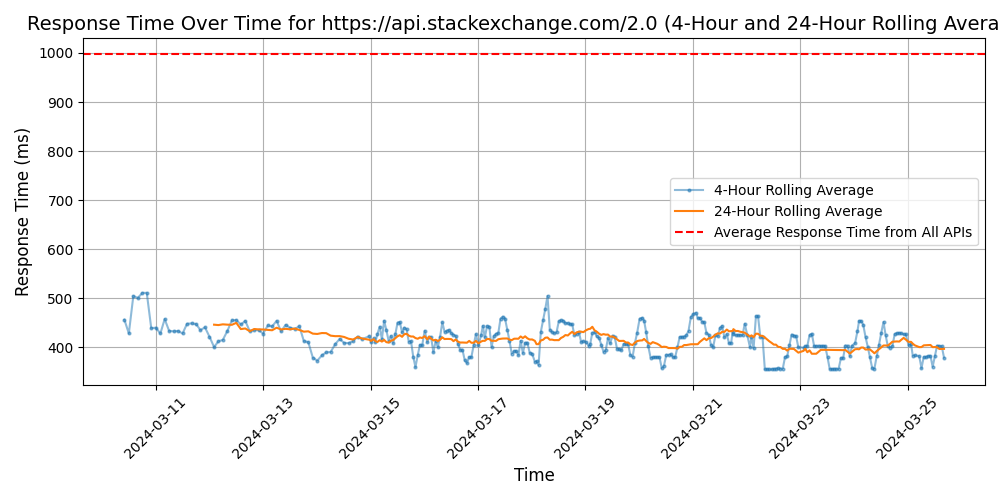 Response Time Over Time for https://api.stackexchange.com/2.0 (4-Hour and 24-Hour Rolling Avera
1000
900
800
700
600
500
400
Response Time (ms)
4-Hour Rolling Average
24-Hour Rolling Average
Average Response Time from All APIs
2024-03-11
2024-03-13
2024-03-15
2024-03-17
2024-03-19
2024-03-21
2024-03-23
2024-03-25
Time